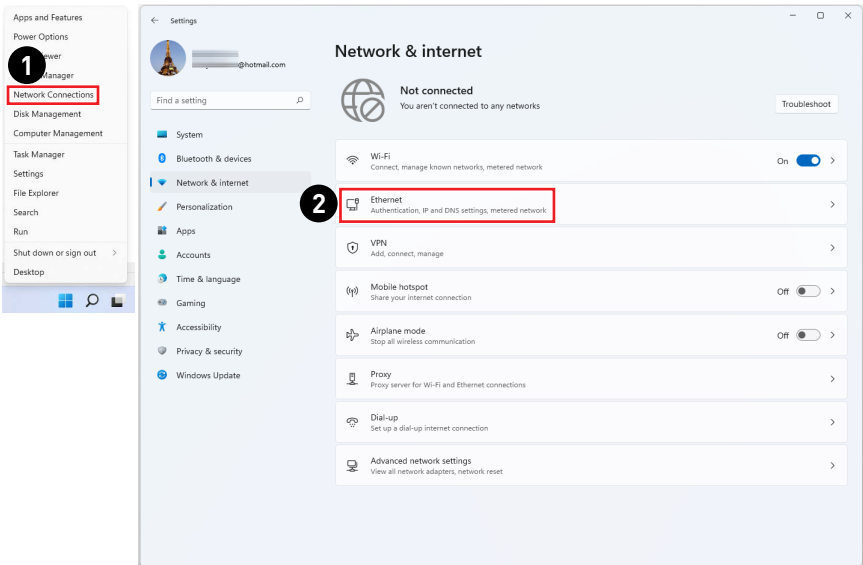 Apps and Features
Power Options
Manager
Network Connections
Disk Management
Computer Management
Task Manager
Settings
File Explorer
Search
Run
Shut down or sign out
Desktop
1
Settings
@hotmail.com
Find a setting
System
Bluetooth & devices
Network & internet
Personalization
Apps
Accounts
Time & language
Gaming
Accessibility
Privacy & security
Windows Update
Network & internet
Not connected
You aren't connected to any networks
Troubleshoot
Wi-Fi
Connect, manage known networks, metered network
On
2
Ethernet
Authentication, IP and DNS settings, metered network
VPN
Add, connect, manage
Mobile hotspot
Share your internet connection
Off
Airplane mode
Stop all wireless communication
Off
Proxy
Proxy server for Wi-Fi and Ethernet connections
Dial-up
Set up a dial-up internet connection
Advanced network settings
View all network adapters, network reset